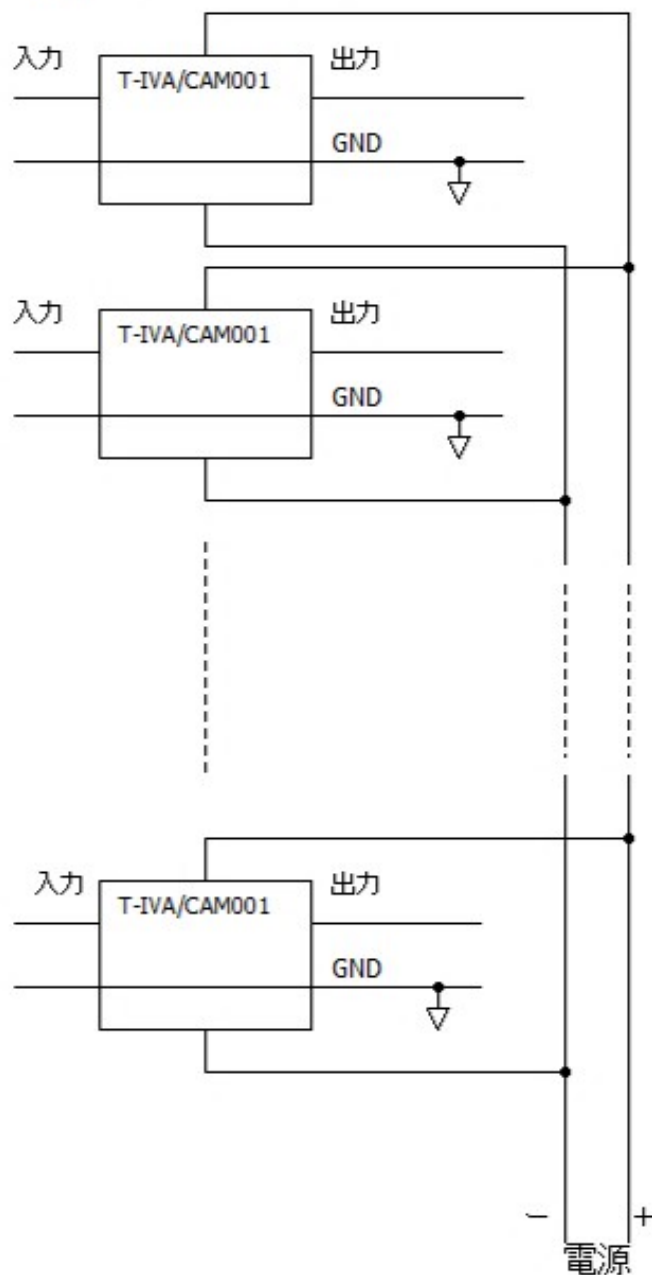 入力
T-IVA/CAM001
出力
GND
入力
T-IVA/CAM001
出力
GND
入力
T-IVA/CAM001
出力
GND
− +
電源